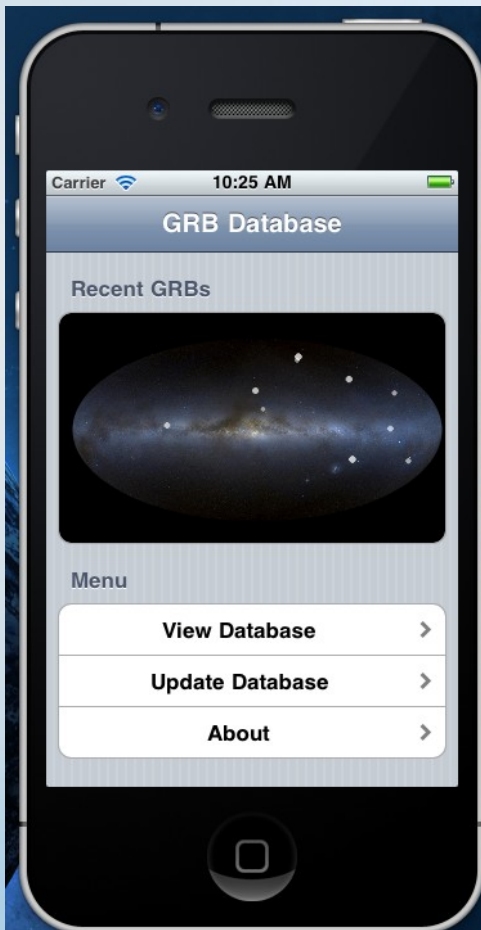 Carrier 10:25 AM
GRB Database
Recent GRBs
Menu
View Database
Update Database
About